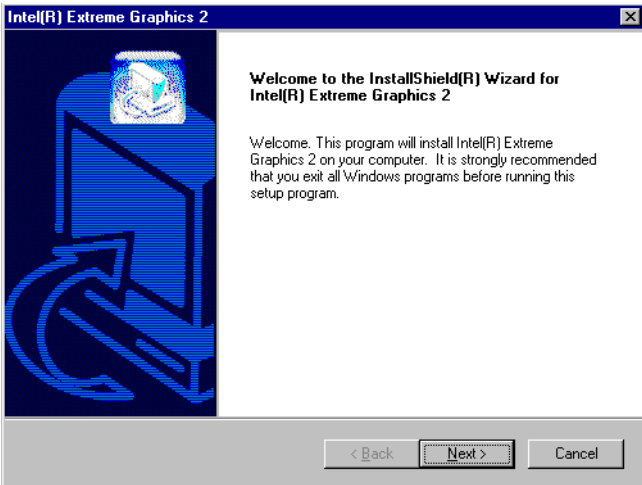 Intel(R) Extreme Graphics 2
Welcome to the InstallShield(R) Wizard for
Intel(R) Extreme Graphics 2
Welcome. This program will install Intel(R) Extreme
Graphics 2 on your computer.  It is strongly recommended
that you exit all Windows programs before running this
setup program.
< Back
Next >
Cancel